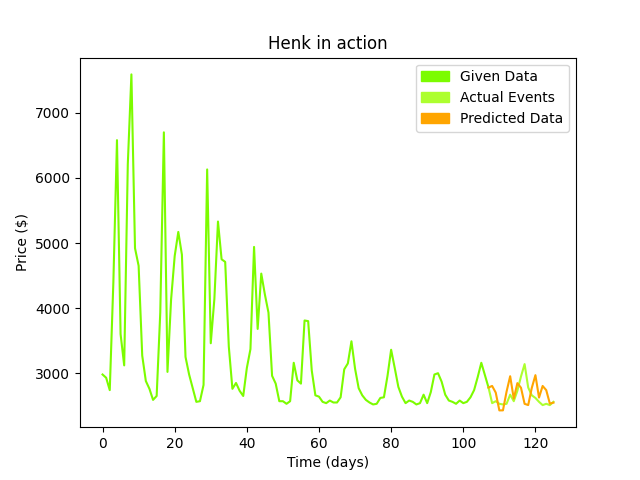 Henk in action
Given Data
Actual Events
Predicted Data
7000
6000
5000
4000
3000
Price ($)
0 20 40 60 80 100 120
Time (days)